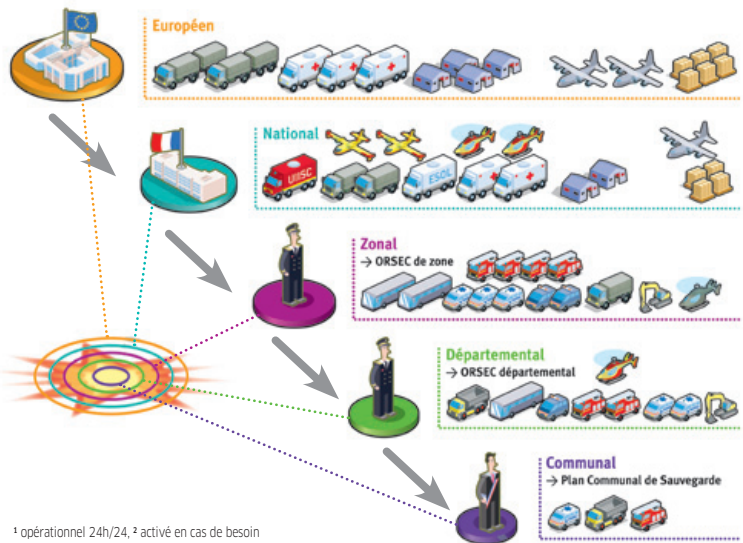 Européen
National
UIISC
ESOL
Zonal
→ ORSEC de zone
Départemental
→ ORSEC départemental
Communal
→ Plan Communal de Sauvegarde
¹ opérationnel 24h/24, ² activé en cas de besoin